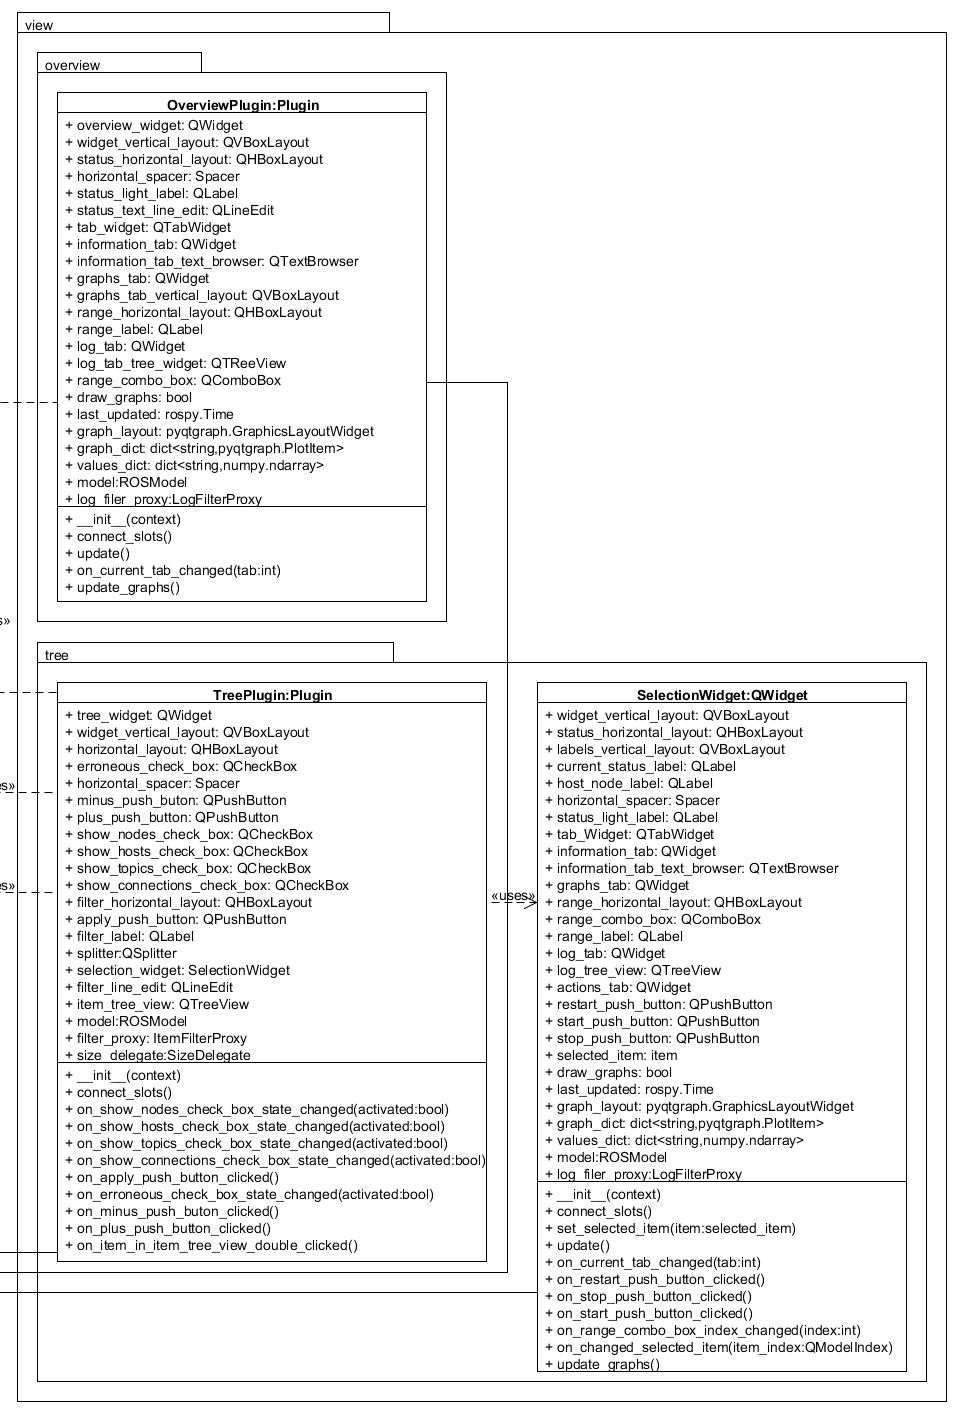 view
overview
OverviewPlugin:Plugin
+ overview_widget: QWidget
+ widget_vertical_layout: QVBoxLayout
+ status_horizontal_layout: QHBoxLayout
+ horizontal_spacer: Spacer
+ status_light_label: QLabel
+ status_text_line_edit: QLineEdit
+ tab_widget: QTabWidget
+ information_tab: QWidget
+ information_tab_text_browser: QTextBrowser
+ graphs_tab: QWidget
+ graphs_tab_vertical_layout: QVBoxLayout
+ range_horizontal_layout: QHBoxLayout
+ range_label: QLabel
+ log_tab: QWidget
+ log_tab_tree_widget: QTReeView
+ range_combo_box: QComboBox
+ draw_graphs: bool
+ last_updated: rospy.Time
+ graph_layout: pyqtgraph.GraphicsLayoutWidget
+ graph_dict: dict<string,pyqtgraph.PlotItem>
+ values_dict: dict<string,numpy.ndarray>
+ model:ROSModel
+ log_filer_proxy:LogFilterProxy
+ __init__(context)
+ connect_slots()
+ update()
+ on_current_tab_changed(tab:int)
+ update_graphs()
s»
tree
TreePlugin:Plugin
+ tree_widget: QWidget
+ widget_vertical_layout: QVBoxLayout
+ horizontal_layout: QHBoxLayout
+ erroneous_check_box: QCheckBox
+ horizontal_spacer: Spacer
+ minus_push_buton: QPushButton
+ plus_push_button: QPushButton
+ show_nodes_check_box: QCheckBox
+ show_hosts_check_box: QCheckBox
+ show_topics_check_box: QCheckBox
+ show_connections_check_box: QCheckBox
+ filter_horizontal_layout: QHBoxLayout
+ apply_push_button: QPushButton
+ filter_label: QLabel
+ splitter:QSplitter
+ selection_widget: SelectionWidget
+ filter_line_edit: QLineEdit
+ item_tree_view: QTreeView
+ model:ROSModel
+ filter_proxy: ItemFilterProxy
+ size_delegate:SizeDelegate
+ __init__(context)
+ connect_slots()
+ on_show_nodes_check_box_state_changed(activated:bool)
+ on_show_hosts_check_box_state_changed(activated:bool)
+ on_show_topics_check_box_state_changed(activated:bool)
+ on_show_connections_check_box_state_changed(activated:bool)
+ on_apply_push_button_clicked()
+ on_erroneous_check_box_state_changed(activated:bool)
+ on_minus_push_buton_clicked()
+ on_plus_push_button_clicked()
+ on_item_in_item_tree_view_double_clicked()
es»
es»
«uses»
SelectionWidget:QWidget
+ widget_vertical_layout: QVBoxLayout
+ status_horizontal_layout: QHBoxLayout
+ labels_vertical_layout: QVBoxLayout
+ current_status_label: QLabel
+ host_node_label: QLabel
+ horizontal_spacer: Spacer
+ status_light_label: QLabel
+ tab_Widget: QTabWidget
+ information_tab: QWidget
+ information_tab_text_browser: QTextBrowser
+ graphs_tab: QWidget
+ range_horizontal_layout: QHBoxLayout
+ range_combo_box: QComboBox
+ range_label: QLabel
+ log_tab: QWidget
+ log_tree_view: QTreeView
+ actions_tab: QWidget
+ restart_push_button: QPushButton
+ start_push_button: QPushButton
+ stop_push_button: QPushButton
+ selected_item: item
+ draw_graphs: bool
+ last_updated: rospy.Time
+ graph_layout: pyqtgraph.GraphicsLayoutWidget
+ graph_dict: dict<string,pyqtgraph.PlotItem>
+ values_dict: dict<string,numpy.ndarray>
+ model:ROSModel
+ log_filer_proxy:LogFilterProxy
+ __init__(context)
+ connect_slots()
+ set_selected_item(item:selected_item)
+ update()
+ on_current_tab_changed(tab:int)
+ on_restart_push_button_clicked()
+ on_stop_push_button_clicked()
+ on_start_push_button_clicked()
+ on_range_combo_box_index_changed(index:int)
+ on_changed_selected_item(item_index:QModelIndex)
+ update_graphs()